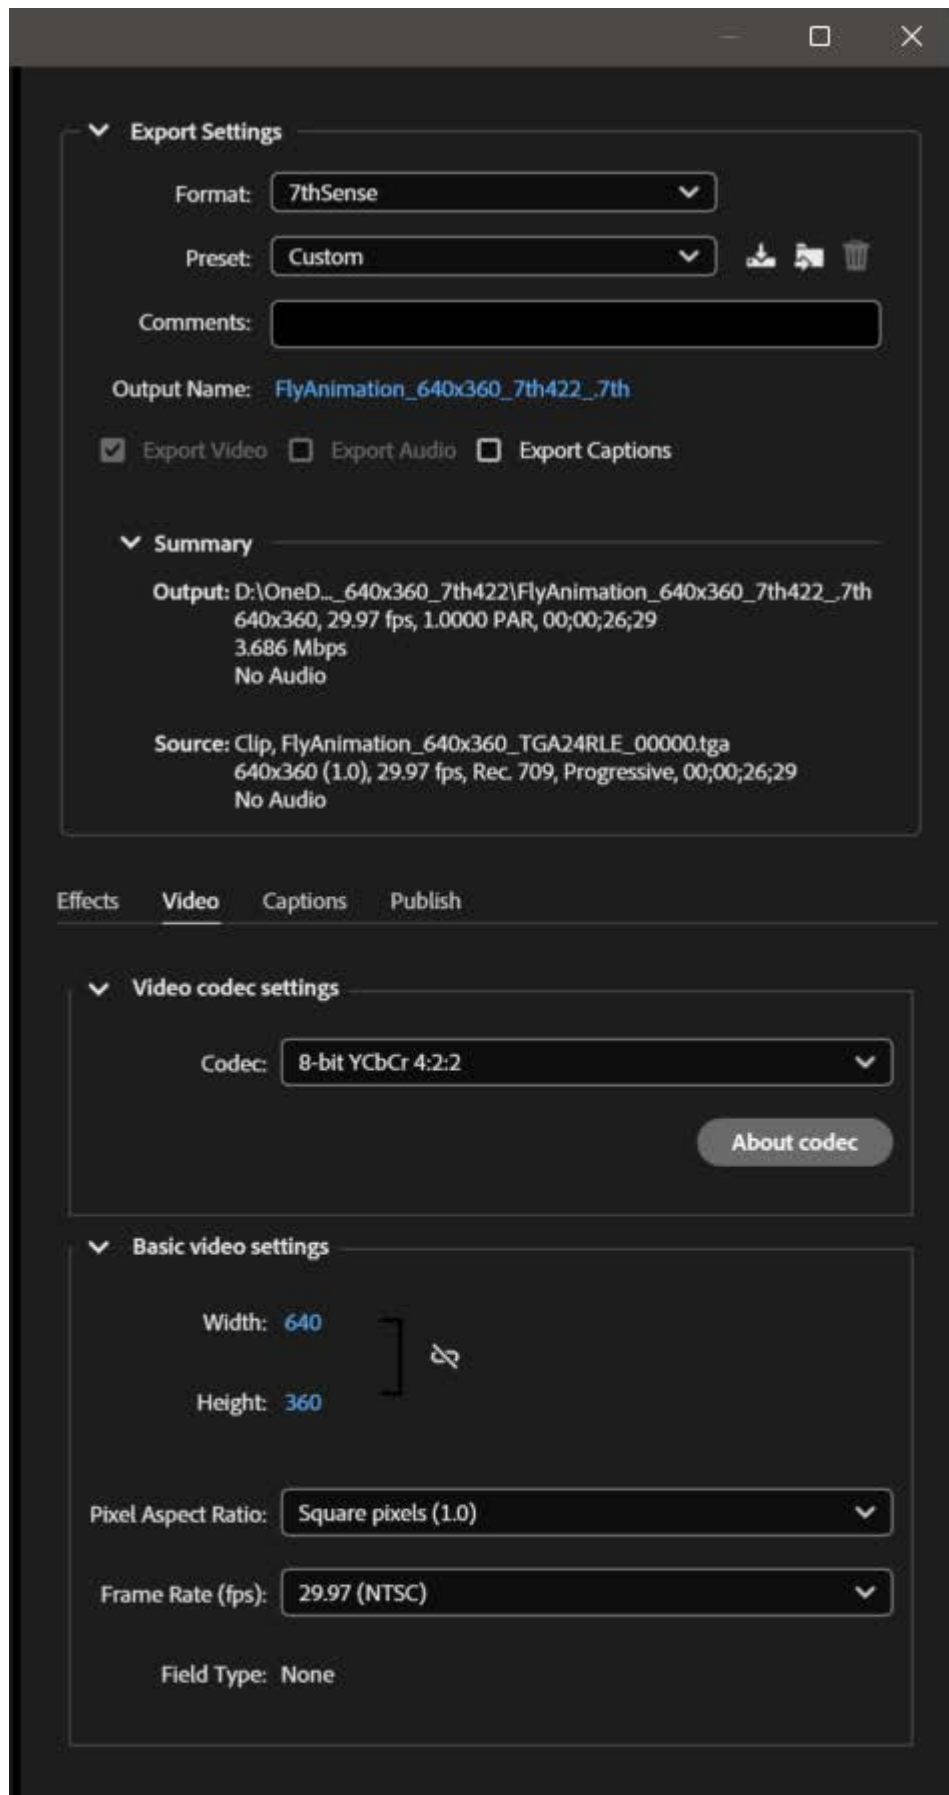 Export Settings
Format: 7thSense
Preset: Custom
Comments:
Output Name: FlyAnimation_640x360_7th422_.7th
Export Video Export Audio Export Captions
Summary
Output: D:\OneD..._640x360_7th422\FlyAnimation_640x360_7th422_.7th
640x360, 29.97 fps, 1.0000 PAR, 00;00;26;29
3.686 Mbps
No Audio
Source: Clip, FlyAnimation_640x360_TGA24RLE_00000.tga
640x360 (1.0), 29.97 fps, Rec. 709, Progressive, 00;00;26;29
No Audio
Effects Video Captions Publish
Video codec settings
Codec: 8-bit YCbCr 4:2:2
About codec
Basic video settings
Width: 640
Height: 360
Pixel Aspect Ratio: Square pixels (1.0)
Frame Rate (fps): 29.97 (NTSC)
Field Type: None